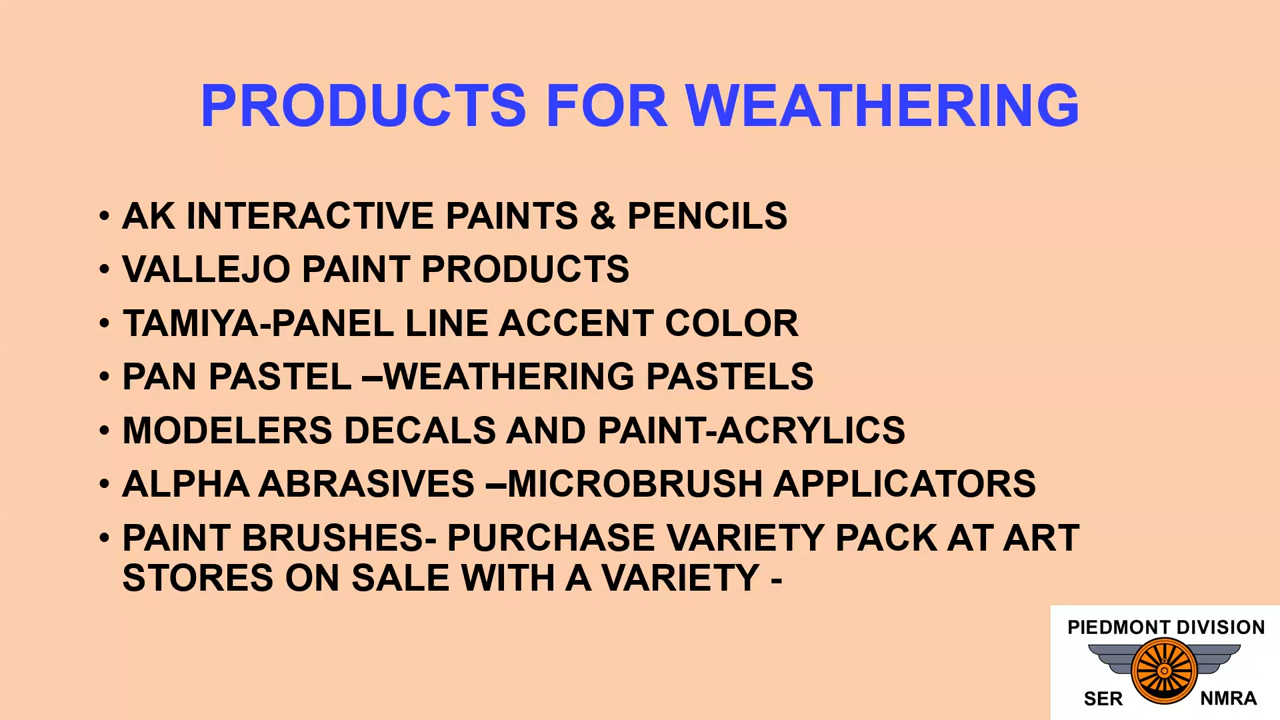 PRODUCTS FOR WEATHERING
• AK INTERACTIVE PAINTS & PENCILS
• VALLEJO PAINT PRODUCTS
• TAMIYA-PANEL LINE ACCENT COLOR
• PAN PASTEL –WEATHERING PASTELS
• MODELERS DECALS AND PAINT-ACRYLICS
• ALPHA ABRASIVES –MICROBRUSH APPLICATORS
• PAINT BRUSHES- PURCHASE VARIETY PACK AT ART
STORES ON SALE WITH A VARIETY -
PIEDMONT DIVISION
SER NMRA